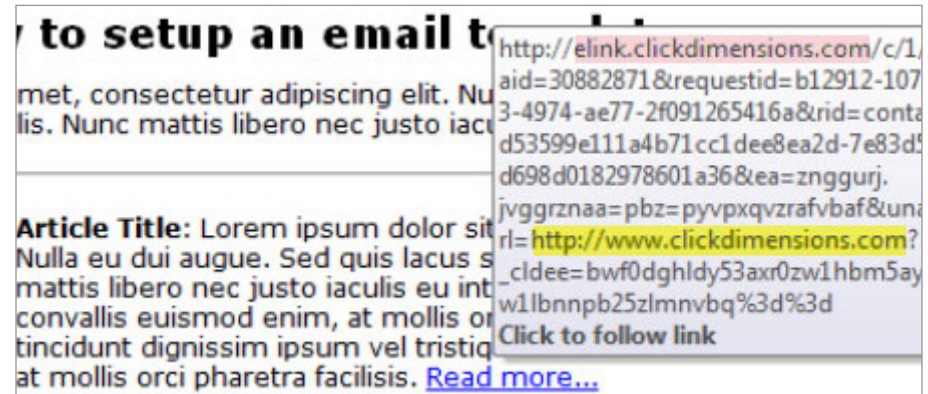 to setup an email
met, consectetur adipiscing elit. Nu
lis. Nunc mattis libero nec justo iacu
Article Title: Lorem ipsum dolor sit
Nulla eu dui augue. Sed quis lacus s
mattis libero nec justo iaculis eu int
convallis euismod enim, at mollis or
tincidunt dignissim ipsum vel tristiq
at mollis orci pharetra facilisis. Read more...
http://elink.clickdimensions.com/c/1/
aid=30882871&requestid=b12912-107
3-4974-ae77-2f091265416a&rid=conta
d53599e111a4b71cc1dee8ea2d-7e83d5
d698d0182978601a36&ea=znggurj.
jvggrznaa=pbz=pyvpxqvzrafvbaf&una
rl=http://www.clickdimensions.com?
_cldee=bwf0dghldy53axr0zw1hbm5ay
w1lbnnpb25zlmnvbq%3d%3d
Click to follow link